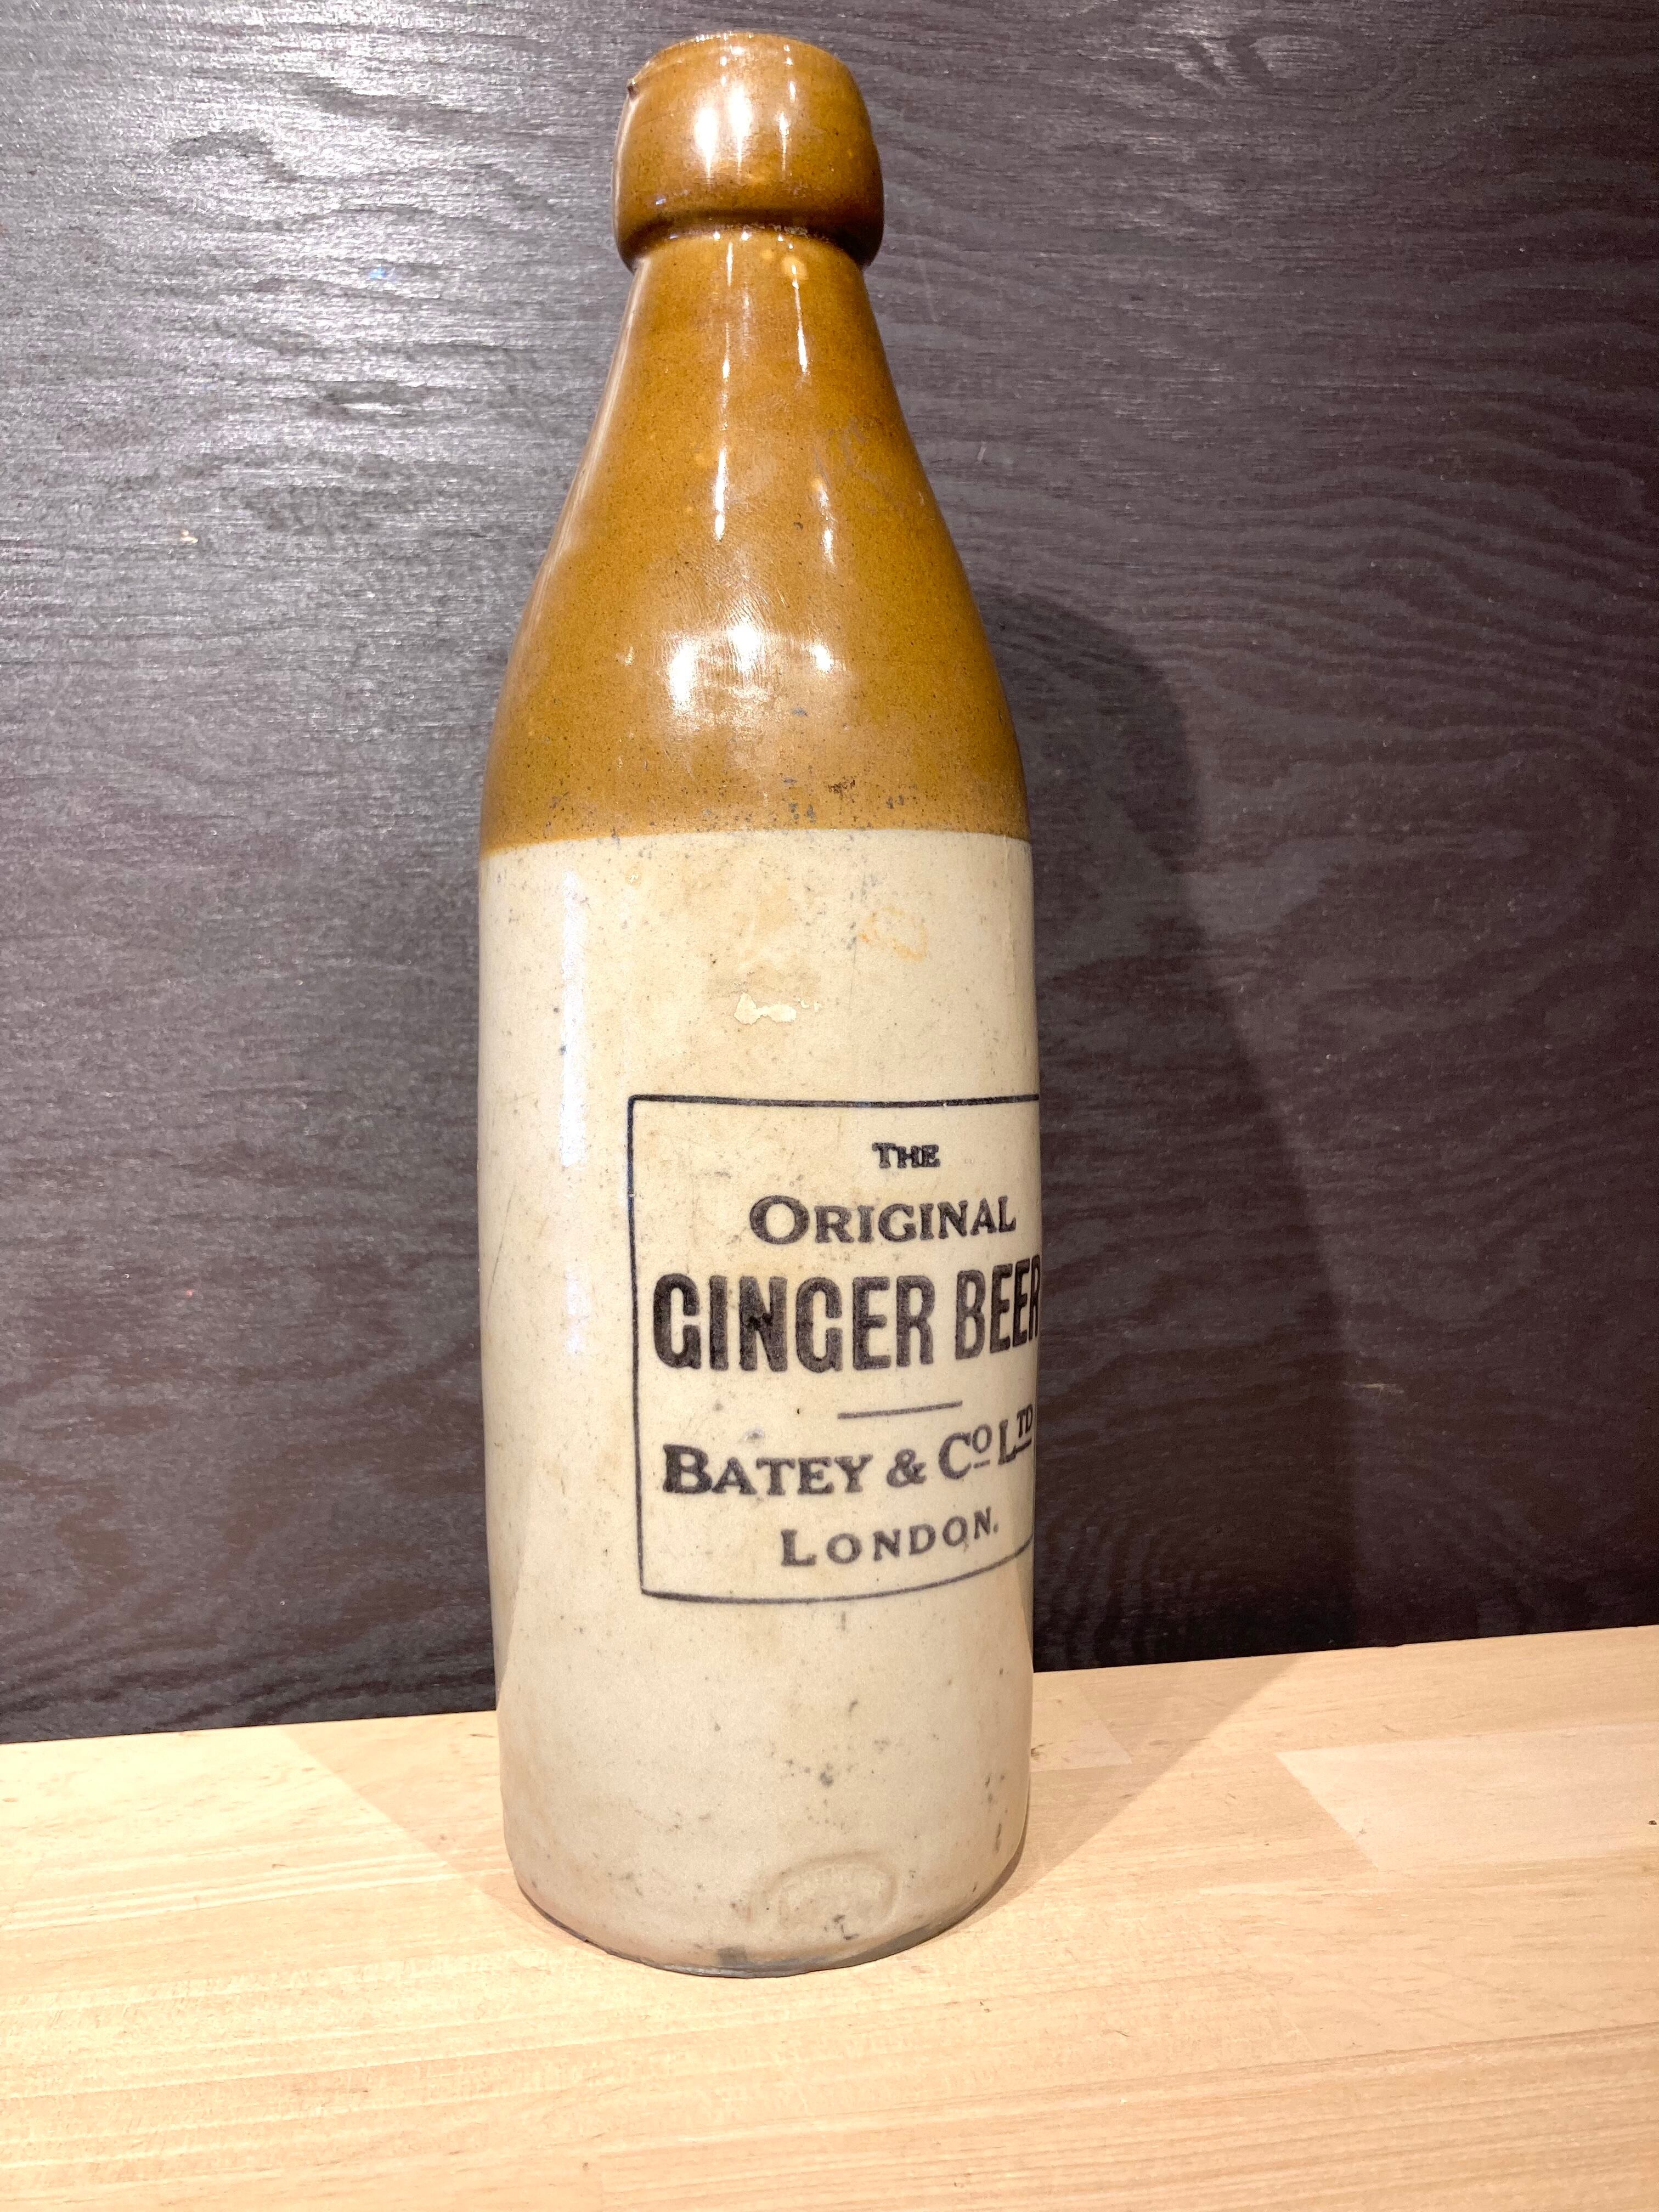 THE
ORIGINAL
GINGER BEER
BATEY & CO LTD
LONDON.